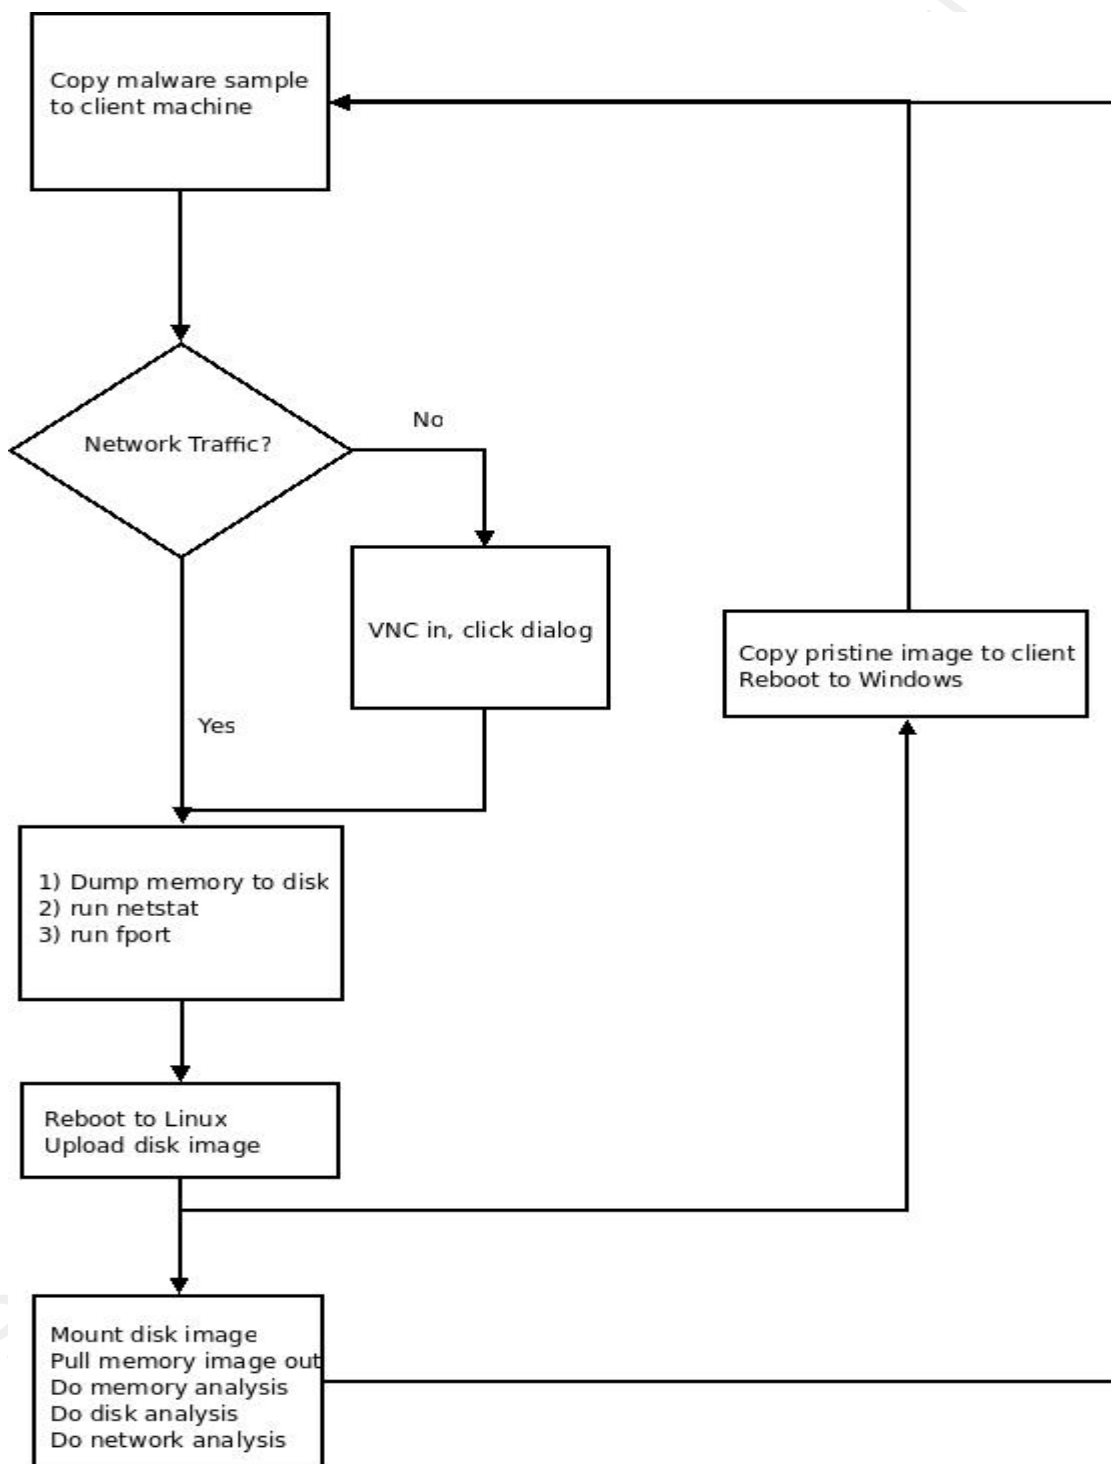 Copy malware sample
to client machine
Network Traffic?
No
VNC in, click dialog
Copy pristine image to client
Reboot to Windows
Yes
1) Dump memory to disk
2) run netstat
3) run fport
Reboot to Linux
Upload disk image
Mount disk image
Pull memory image out
Do memory analysis
Do disk analysis
Do network analysis